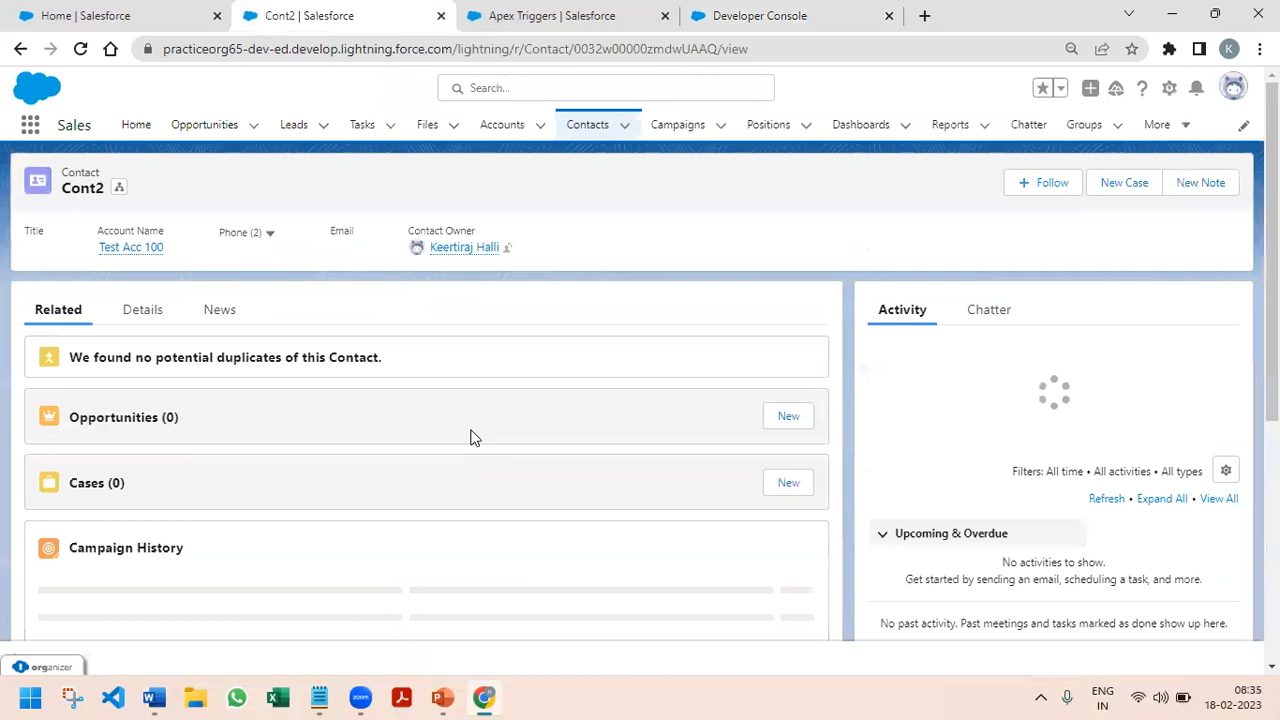 Home | Salesforce
Cont2 | Salesforce
Apex Triggers | Salesforce
Developer Console
practiceorg65-dev-ed.develop.lightning.force.com/lightning/r/Contact/0032w00000zmdwUAAQ/view
K
Search...
Sales
Home
Opportunities
Leads
Tasks
Files
Accounts
Contacts
Campaigns
Positions
Dashboards
Reports
Chatter
Groups
More
Contact
Cont2
Follow
New Case
New Note
Title
Account Name
Phone (2)
Email
Contact Owner
Test Acc 100
Keertiraj Halli
Related
Details
News
Activity
Chatter
We found no potential duplicates of this Contact.
Opportunities (0)
New
Cases (0)
New
Campaign History
Filters: All time • All activities • All types
Refresh • Expand All • View All
Upcoming & Overdue
No activities to show.
Get started by sending an email, scheduling a task, and more.
No past activity. Past meetings and tasks marked as done show up here.
organizer
zoom
ENG
IN
08:35
18-02-2023